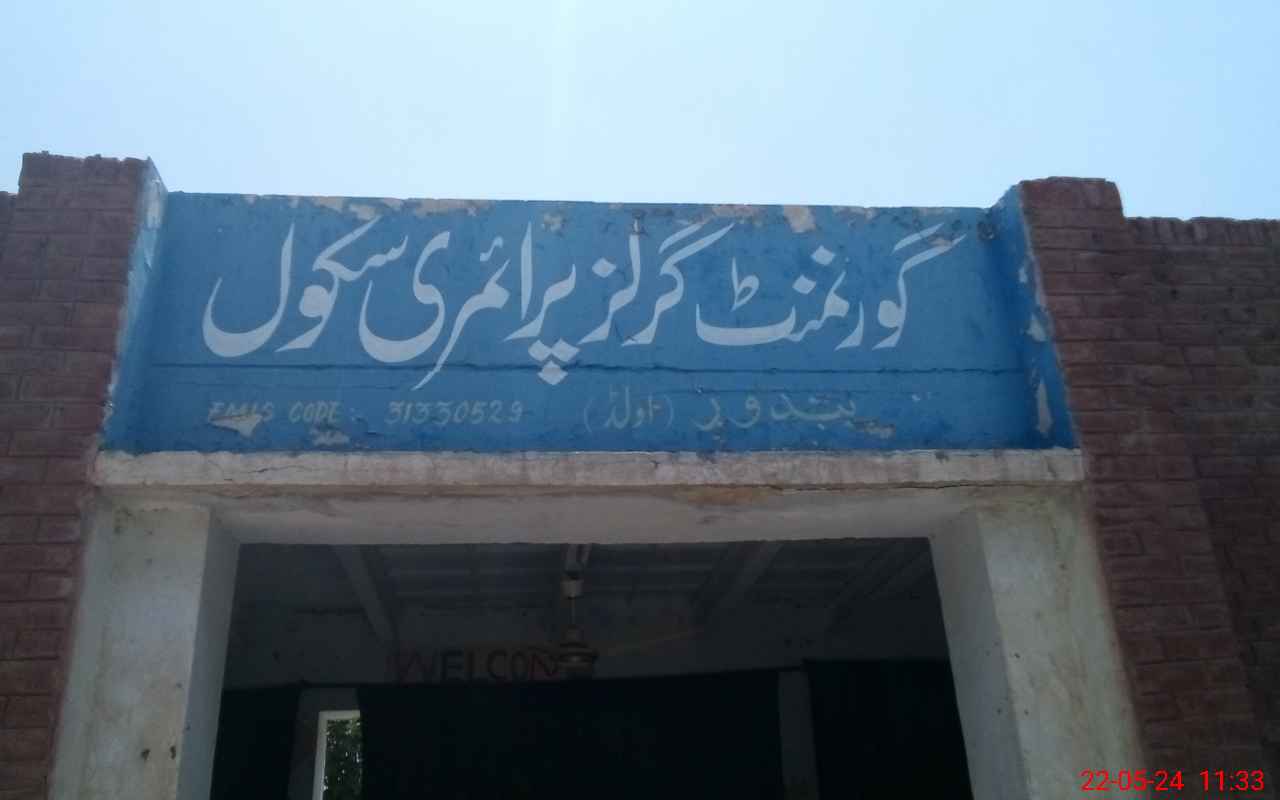 گورنمنٹ گرلز پرائمری سکول
(اولڈ)
EMIS CODE: 31330529
WELCOM
22-05-24 11:33